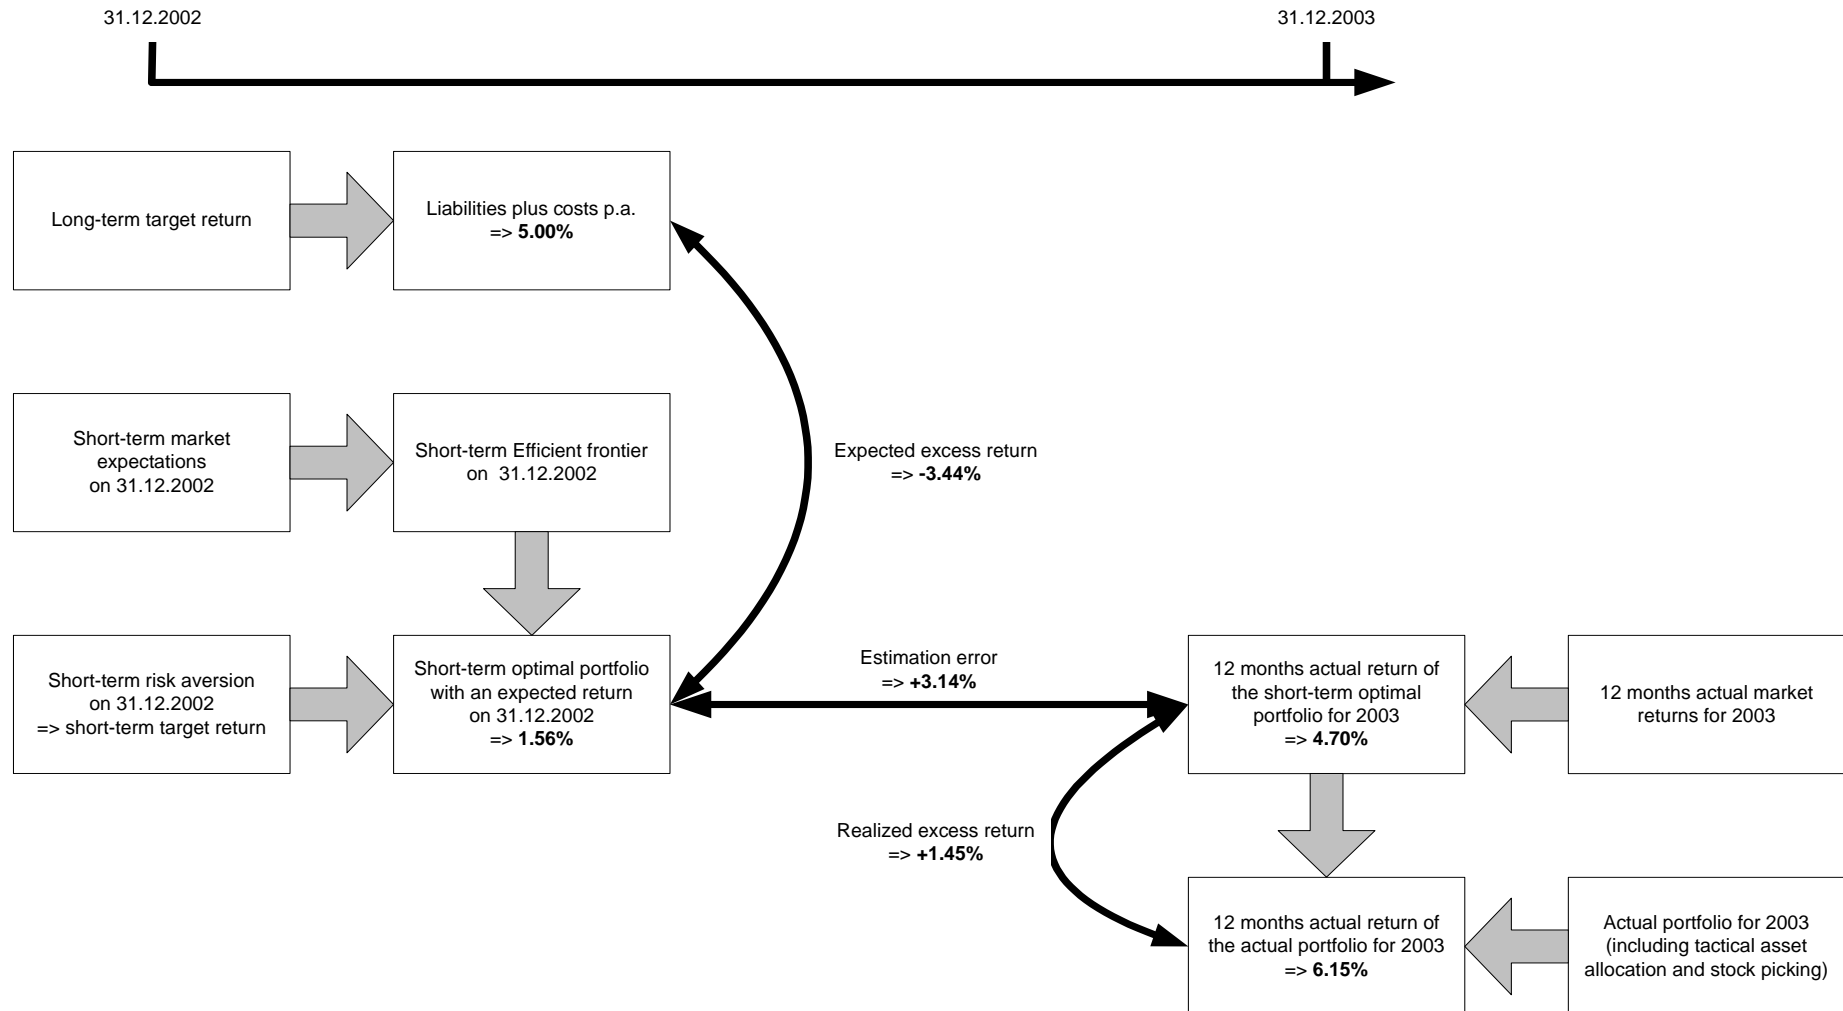 31.12.2002
31.12.2003
Long-term target return
Liabilities plus costs p.a.
=> 5.00%
Short-term market
expectations
on 31.12.2002
Short-term Efficient frontier
on 31.12.2002
Expected excess return
=> -3.44%
Short-term risk aversion
on 31.12.2002
=> short-term target return
Short-term optimal portfolio
with an expected return
on 31.12.2002
=> 1.56%
Estimation error
=> +3.14%
12 months actual return of
the short-term optimal
portfolio for 2003
=> 4.70%
12 months actual market
returns for 2003
Realized excess return
=> +1.45%
12 months actual return of
the actual portfolio for 2003
=> 6.15%
Actual portfolio for 2003
(including tactical asset
allocation and stock picking)